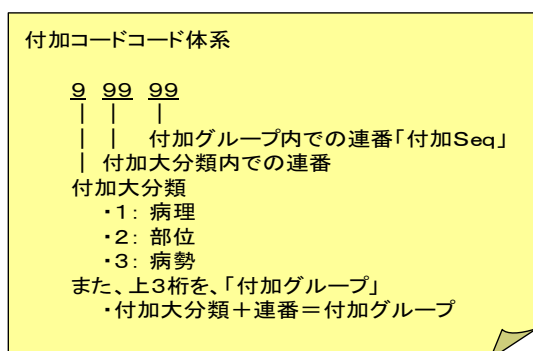 付加コードコード体系
９ ９９ ９９
｜ ｜ ｜
｜ ｜ 付加グループ内での連番「付加Ｓｅｑ」
｜ 付加大分類内での連番
付加大分類
・１： 病理
・２： 部位
・３： 病勢
また、上３桁を、「付加グループ」
・付加大分類＋連番＝付加グループ